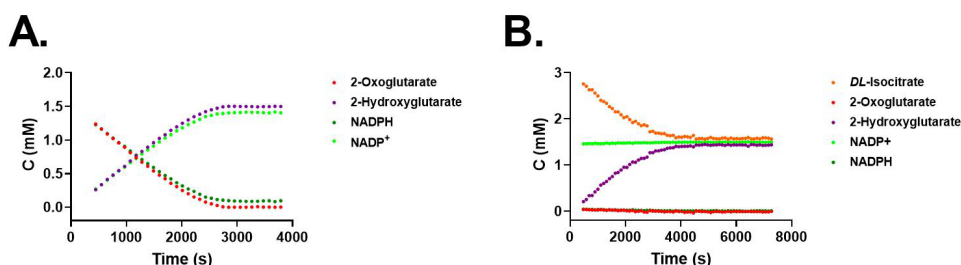 A.
C (mM)
2.0
1.5
1.0
0.5
0.0
0
1000
2000
3000
4000
Time (s)
2-Oxoglutarate
2-Hydroxyglutarate
NADPH
NADP⁺
B.
C (mM)
3
2
1
0
0
2000
4000
6000
8000
Time (s)
DL-Isocitrate
2-Oxoglutarate
2-Hydroxyglutarate
NADP+
NADPH